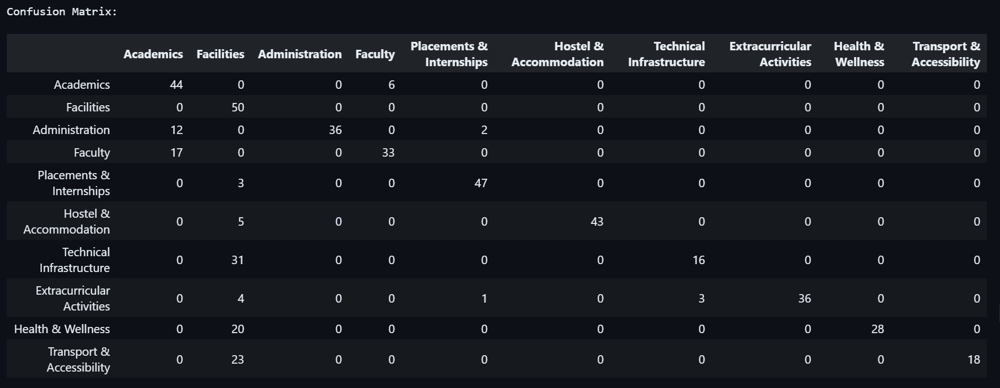 Confusion Matrix:
Academics Facilities Administration Faculty Placements & Internships Hostel & Accommodation Technical Infrastructure Extracurricular Activities Health & Wellness Transport & Accessibility
Academics 44 0 0 6 0 0 0 0 0 0
Facilities 0 50 0 0 0 0 0 0 0 0
Administration 12 0 36 0 2 0 0 0 0 0
Faculty 17 0 0 33 0 0 0 0 0 0
Placements & Internships 0 3 0 0 47 0 0 0 0 0
Hostel & Accommodation 0 5 0 0 0 43 0 0 0 0
Technical Infrastructure 0 31 0 0 0 0 16 0 0 0
Extracurricular Activities 0 4 0 0 1 0 3 36 0 0
Health & Wellness 0 20 0 0 0 0 0 0 28 0
Transport & Accessibility 0 23 0 0 0 0 0 0 0 18